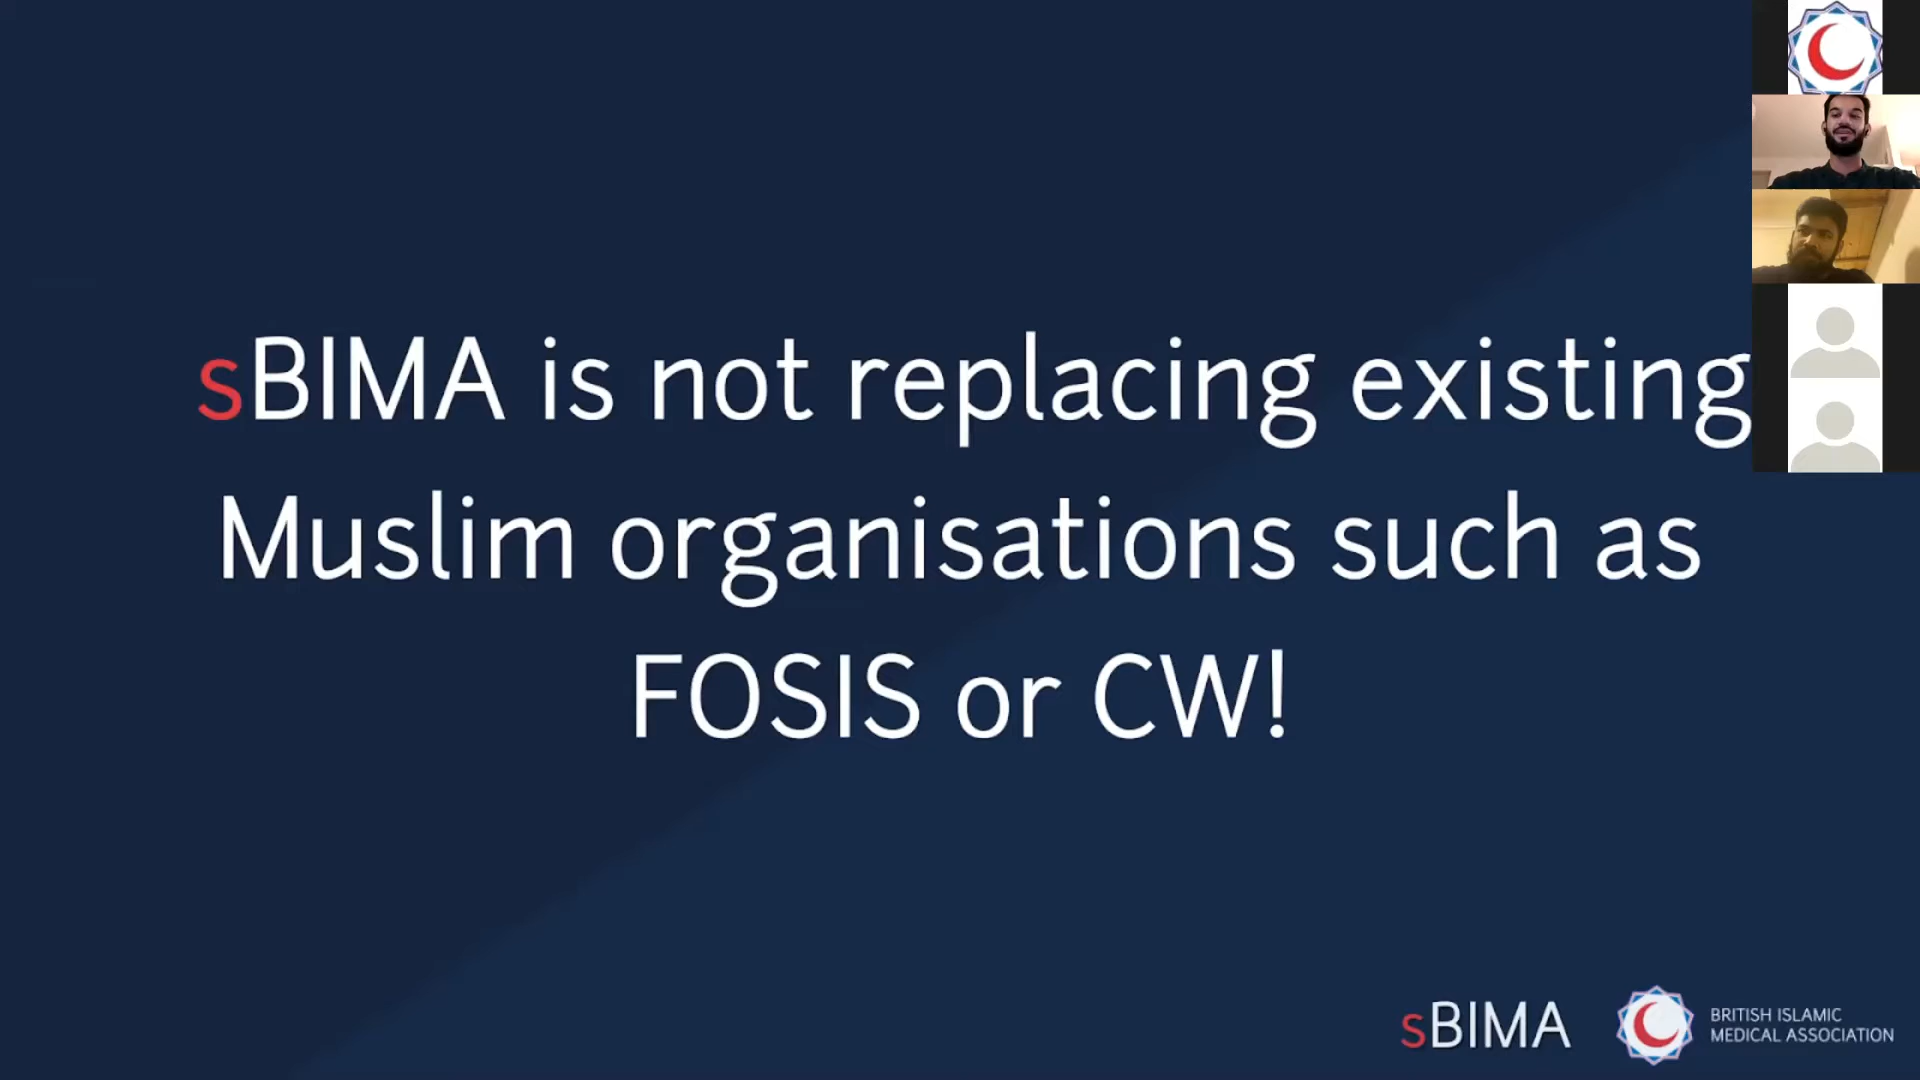 sBIMA is not replacing existing
Muslim organisations such as
FOSIS or CW!
sBIMA
BRITISH ISLAMIC
MEDICAL ASSOCIATION